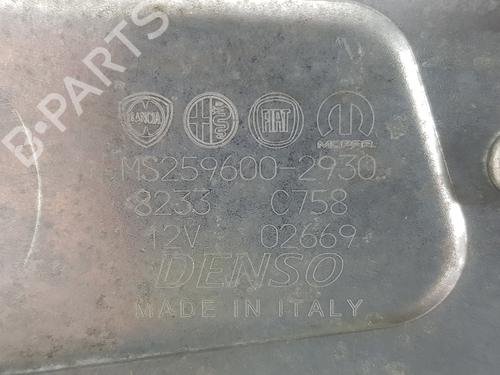 B-PARTS
LANCIA FIAT MOPAR
MS259600-2930
8233 C758
12V 02669
DENSO
MADE IN ITALY